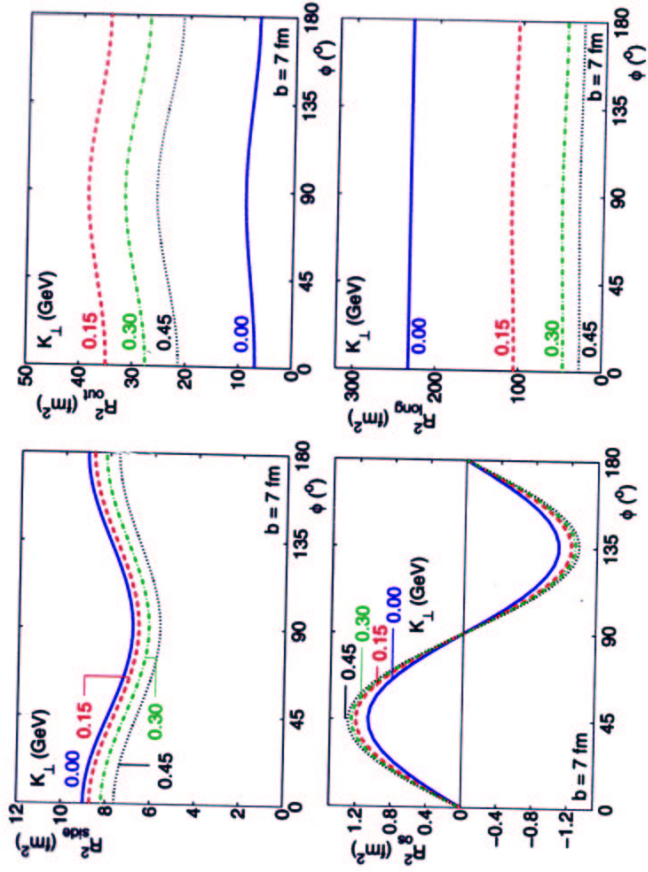 12
10
8
6
4
2
0
R²side (fm²)
K⊥ (GeV)
0.00
0.15
0.30
0.45
b = 7 fm
0 45 90 135 180
ϕ (°)
50
40
30
20
10
0
R²out (fm²)
K⊥ (GeV)
0.15
0.30
0.45
0.00
b = 7 fm
0 45 90 135 180
ϕ (°)
1.2
0.8
0.4
0
−0.4
−0.8
−1.2
R²os (fm²)
0.45
0.30
0.15
0.00
K⊥ (GeV)
b = 7 fm
0 45 90 135 180
ϕ (°)
300
200
100
0
R²long (fm²)
K⊥ (GeV)
0.00
0.15
0.30
0.45
b = 7 fm
0 45 90 135 180
ϕ (°)